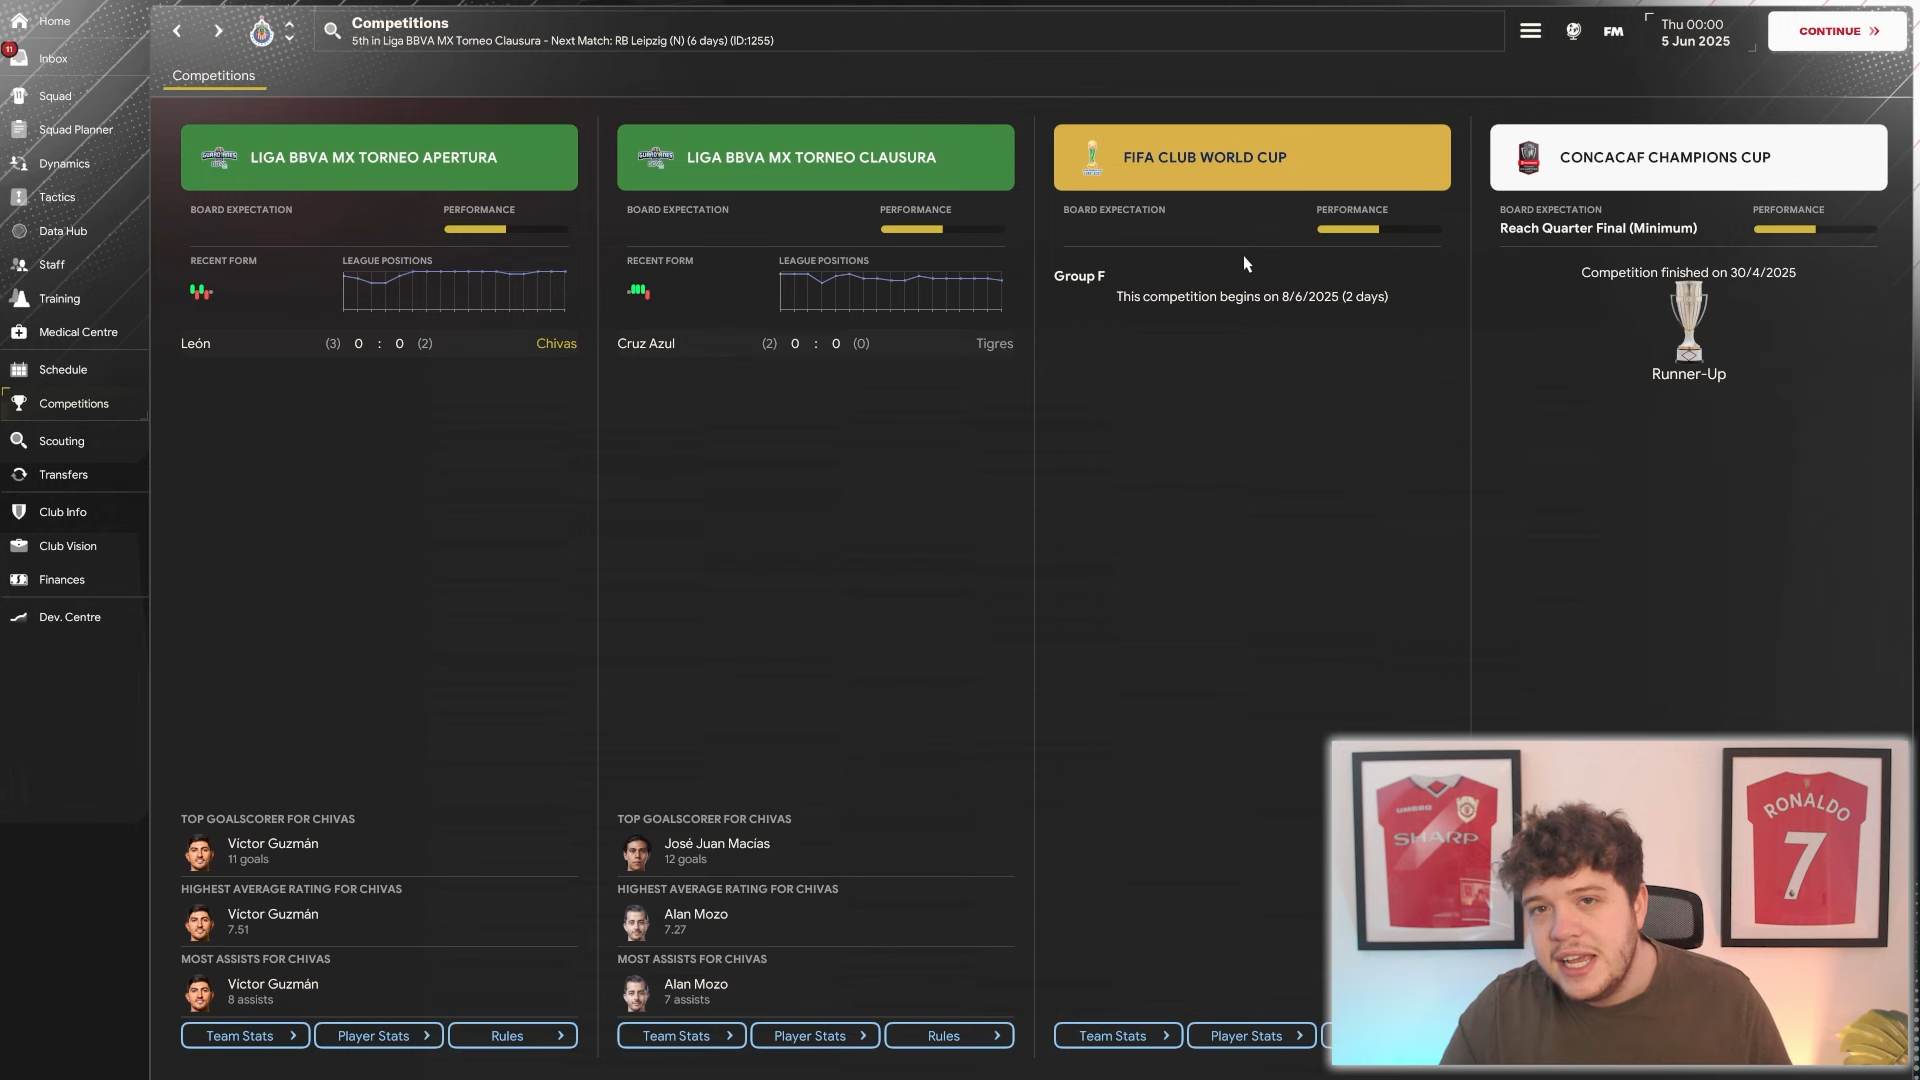 Home
11
Inbox
Squad
Squad Planner
Dynamics
Tactics
Data Hub
Staff
Training
Medical Centre
Schedule
Competitions
Scouting
Transfers
Club Info
Club Vision
Finances
Dev. Centre
Competitions
5th in Liga BBVA MX Torneo Clausura - Next Match: RB Leipzig (N) (6 days) (ID:1255)
FM
Thu 00:00
5 Jun 2025
CONTINUE
Competitions
LIGA BBVA MX TORNEO APERTURA
BOARD EXPECTATION
PERFORMANCE
RECENT FORM
LEAGUE POSITIONS
León (3) 0 : 0 (2) Chivas
TOP GOALSCORER FOR CHIVAS
Víctor Guzmán
11 goals
HIGHEST AVERAGE RATING FOR CHIVAS
Víctor Guzmán
7.51
MOST ASSISTS FOR CHIVAS
Víctor Guzmán
8 assists
Team Stats
Player Stats
Rules
LIGA BBVA MX TORNEO CLAUSURA
BOARD EXPECTATION
PERFORMANCE
RECENT FORM
LEAGUE POSITIONS
Cruz Azul (2) 0 : 0 (0) Tigres
TOP GOALSCORER FOR CHIVAS
José Juan Macías
12 goals
HIGHEST AVERAGE RATING FOR CHIVAS
Alan Mozo
7.27
MOST ASSISTS FOR CHIVAS
Alan Mozo
7 assists
Team Stats
Player Stats
Rules
FIFA CLUB WORLD CUP
BOARD EXPECTATION
PERFORMANCE
Group F
This competition begins on 8/6/2025 (2 days)
Team Stats
Player Stats
CONCACAF CHAMPIONS CUP
BOARD EXPECTATION
PERFORMANCE
Reach Quarter Final (Minimum)
Competition finished on 30/4/2025
Runner-Up
UMBRO
SHARP
RONALDO
7